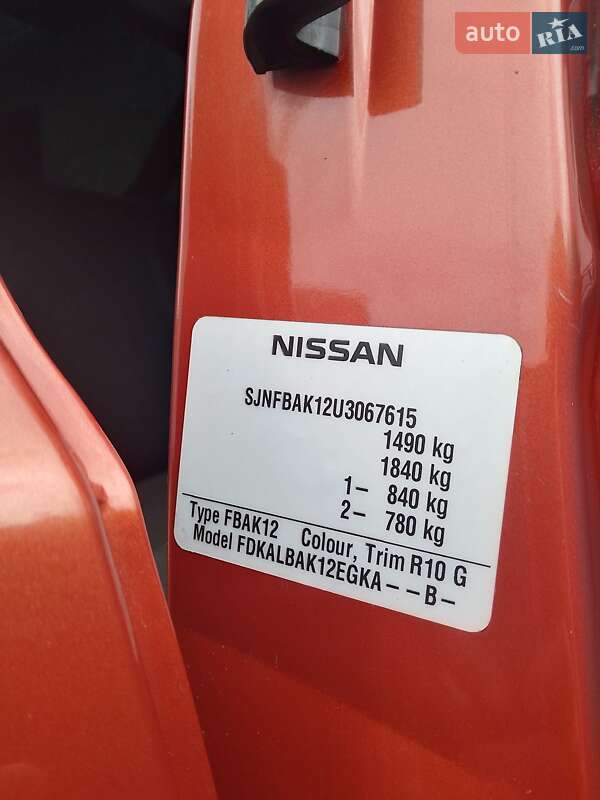 auto RIA.com
NISSAN
SJNFBAK12U3067615
1490 kg
1840 kg
1– 840 kg
2– 780 kg
Type FBAK12 Colour, Trim R10 G
Model FDKALBAK12EGKA – – B –